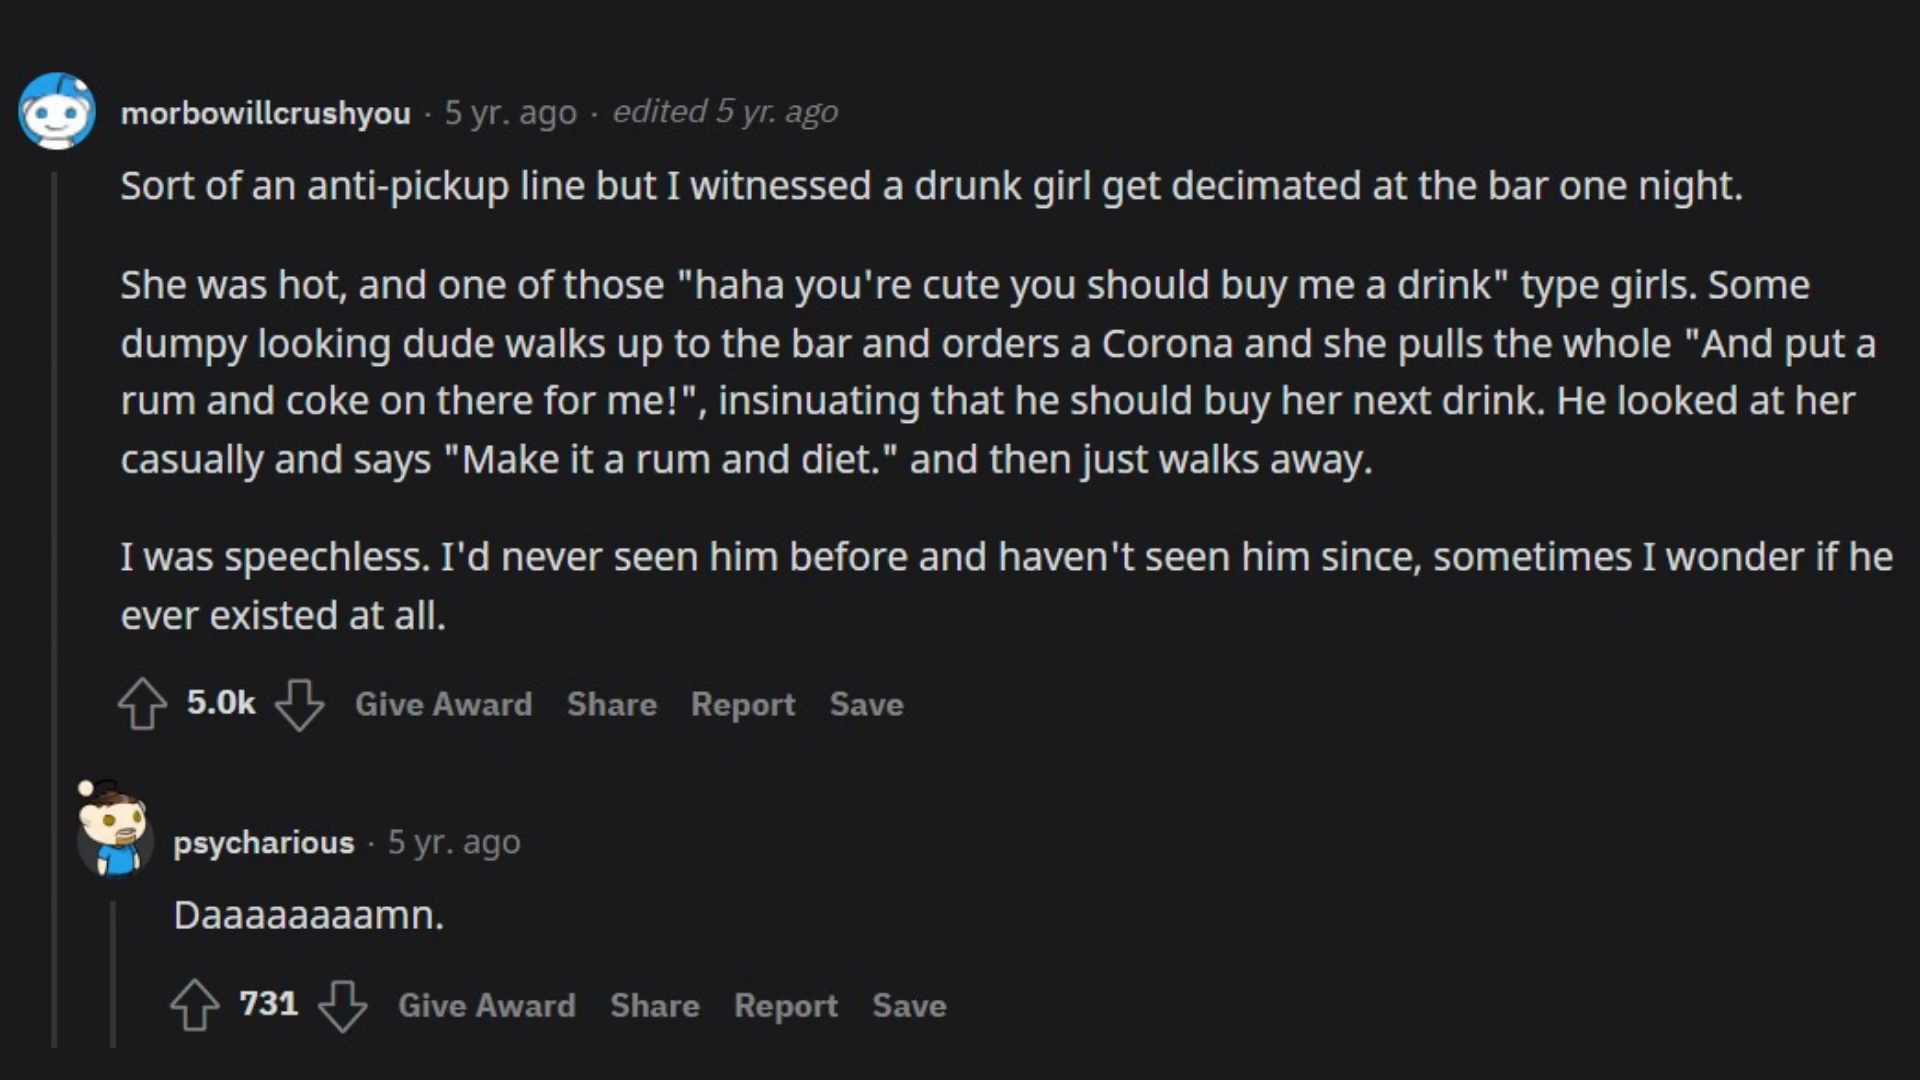 morbowillcrushyou · 5 yr. ago · edited 5 yr. ago
Sort of an anti-pickup line but I witnessed a drunk girl get decimated at the bar one night.
She was hot, and one of those "haha you're cute you should buy me a drink" type girls. Some
dumpy looking dude walks up to the bar and orders a Corona and she pulls the whole "And put a
rum and coke on there for me!", insinuating that he should buy her next drink. He looked at her
casually and says "Make it a rum and diet." and then just walks away.
I was speechless. I'd never seen him before and haven't seen him since, sometimes I wonder if he
ever existed at all.
5.0k Give Award Share Report Save
psycharious · 5 yr. ago
Daaaaaaaamn.
731 Give Award Share Report Save